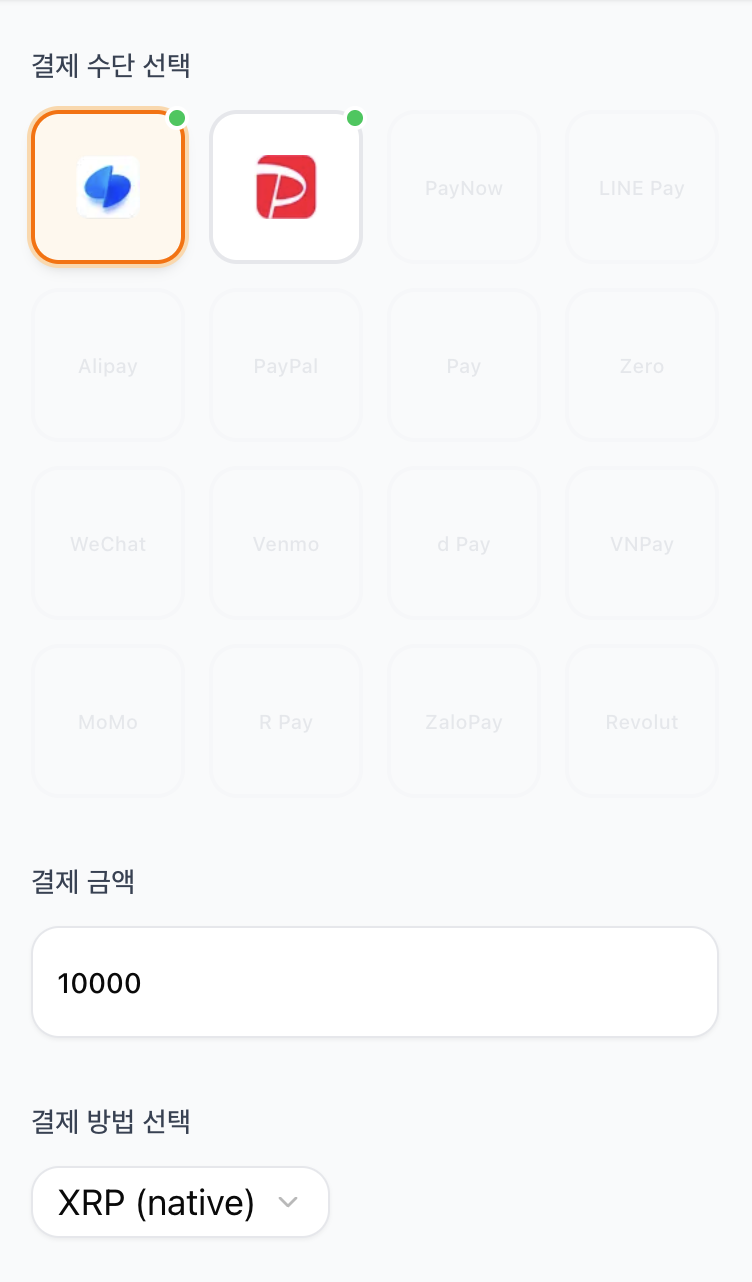 결제 수단 선택
PayNow
LINE Pay
Alipay
PayPal
Pay
Zero
WeChat
Venmo
d Pay
VNPay
MoMo
R Pay
ZaloPay
Revolut
결제 금액
10000
결제 방법 선택
XRP (native)